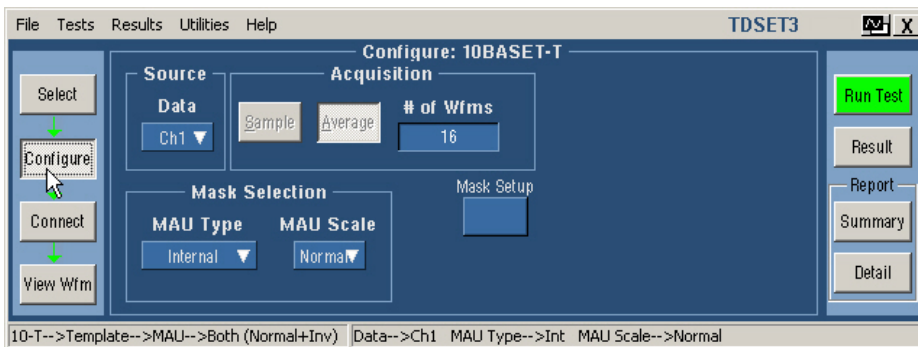 File Tests Results Utilities Help TDSET3 X
Configure: 10BASET-T
Source
Data
Ch1
Acquisition
Sample
Average
# of Wfms
16
Mask Selection
MAU Type
Internal
MAU Scale
Normal
Mask Setup
Select
Configure
Connect
View Wfm
Run Test
Result
Report
Summary
Detail
10-T-->Template-->MAU-->Both (Normal+Inv) Data-->Ch1 MAU Type-->Int MAU Scale-->Normal